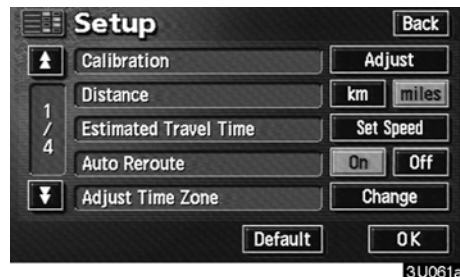 Setup Back
Calibration Adjust
Distance km miles
1/4
Estimated Travel Time Set Speed
Auto Reroute On Off
Adjust Time Zone Change
Default OK
3U061a